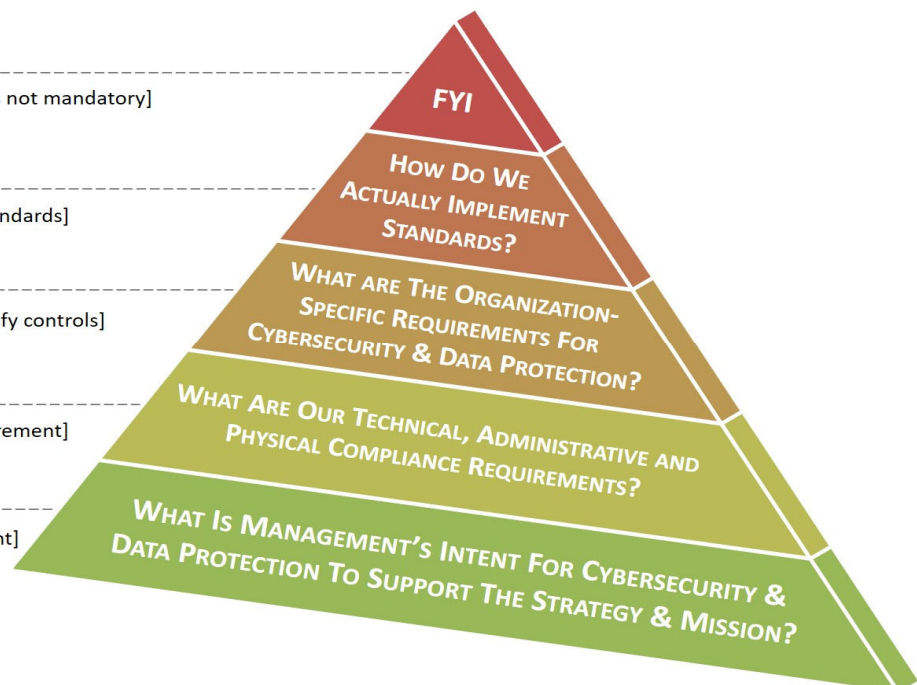 FYI
not mandatory]
HOW DO WE
ACTUALLY IMPLEMENT
STANDARDS?
ndards]
WHAT ARE THE ORGANIZATION-
SPECIFIC REQUIREMENTS FOR
CYBERSECURITY & DATA PROTECTION?
fy controls]
WHAT ARE OUR TECHNICAL, ADMINISTRATIVE AND
PHYSICAL COMPLIANCE REQUIREMENTS?
rement]
WHAT IS MANAGEMENT'S INTENT FOR CYBERSECURITY &
DATA PROTECTION TO SUPPORT THE STRATEGY & MISSION?
nt]